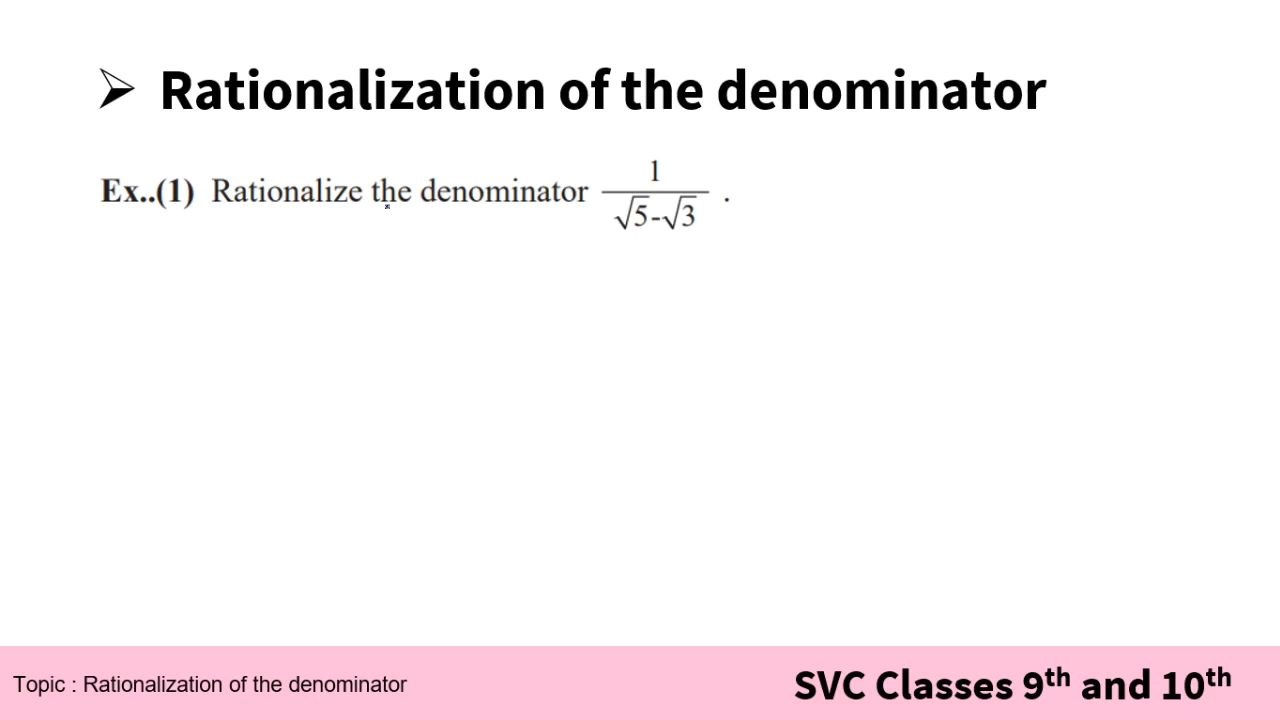 ➢ Rationalization of the denominator
Ex..(1) Rationalize the denominator 1/(√5-√3) .
Topic : Rationalization of the denominator
SVC Classes 9th and 10th